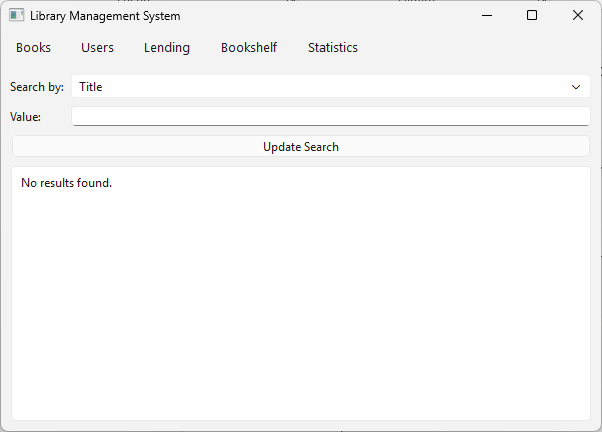 Library Management System
Books Users Lending Bookshelf Statistics
Search by: Title
Value:
Update Search
No results found.